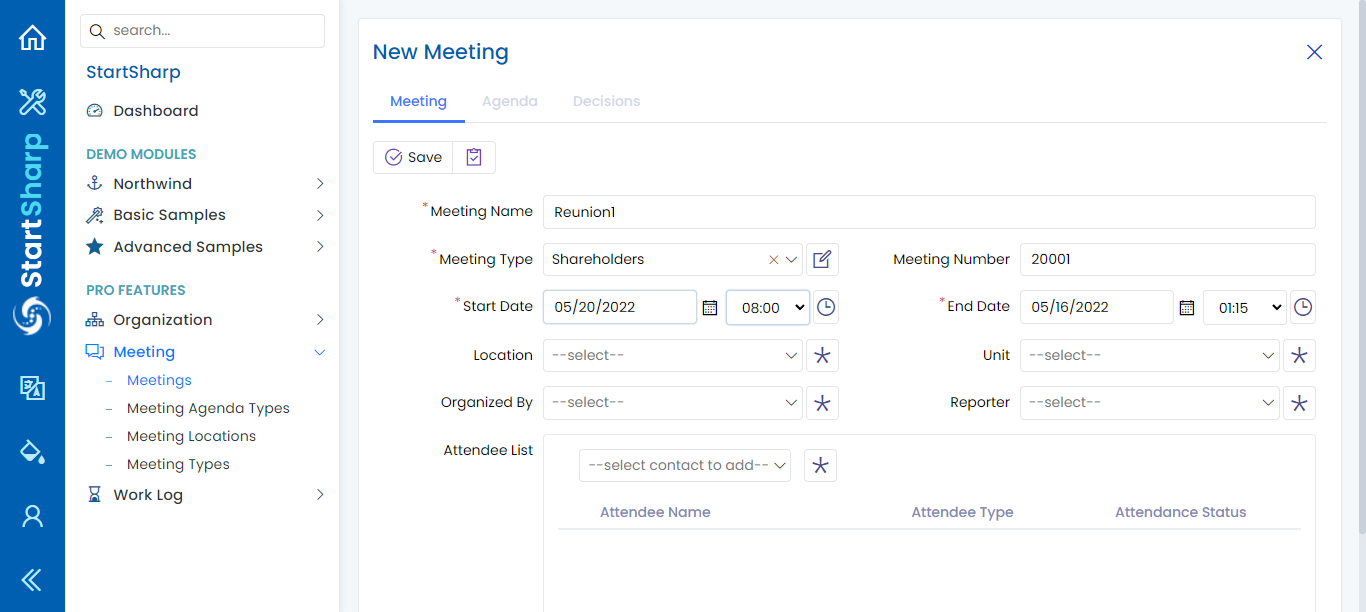 search...
StartSharp
Dashboard
DEMO MODULES
Northwind
Basic Samples
Advanced Samples
PRO FEATURES
Organization
Meeting
Meetings
Meeting Agenda Types
Meeting Locations
Meeting Types
Work Log
StartSharp
New Meeting
Meeting Agenda Decisions
Save
*Meeting Name Reunion1
*Meeting Type Shareholders Meeting Number 20001
*Start Date 05/20/2022 08:00 *End Date 05/16/2022 01:15
Location --select-- Unit --select--
Organized By --select-- Reporter --select--
Attendee List --select contact to add--
Attendee Name Attendee Type Attendance Status